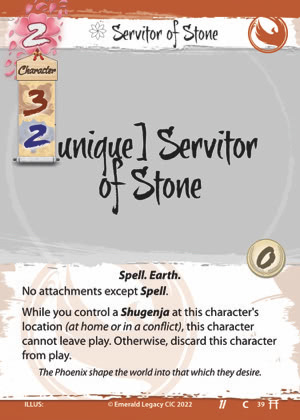 2
Servitor of Stone
Character
3
2
unique] Servitor
of Stone
0
Spell. Earth.
No attachments except Spell.
While you control a Shugenja at this character's
location (at home or in a conflict), this character
cannot leave play. Otherwise, discard this character
from play.
The Phoenix shape the world into that which they desire.
ILLUS: © Emerald Legacy CIC 2022 C 39